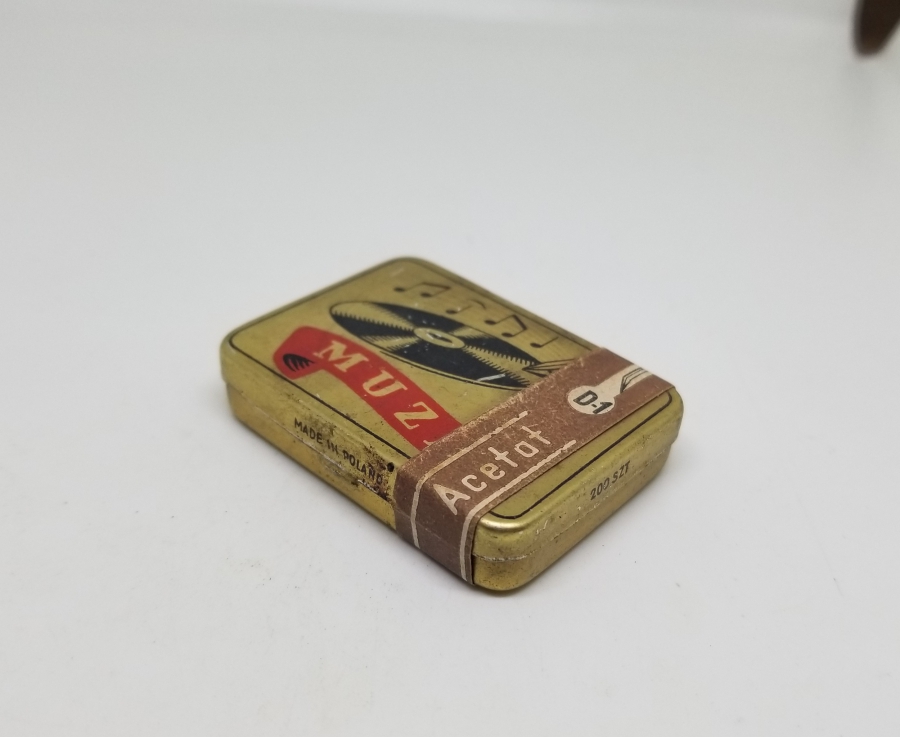 MUZ
Acetat
D-1
MADE IN POLAND
200 SZT